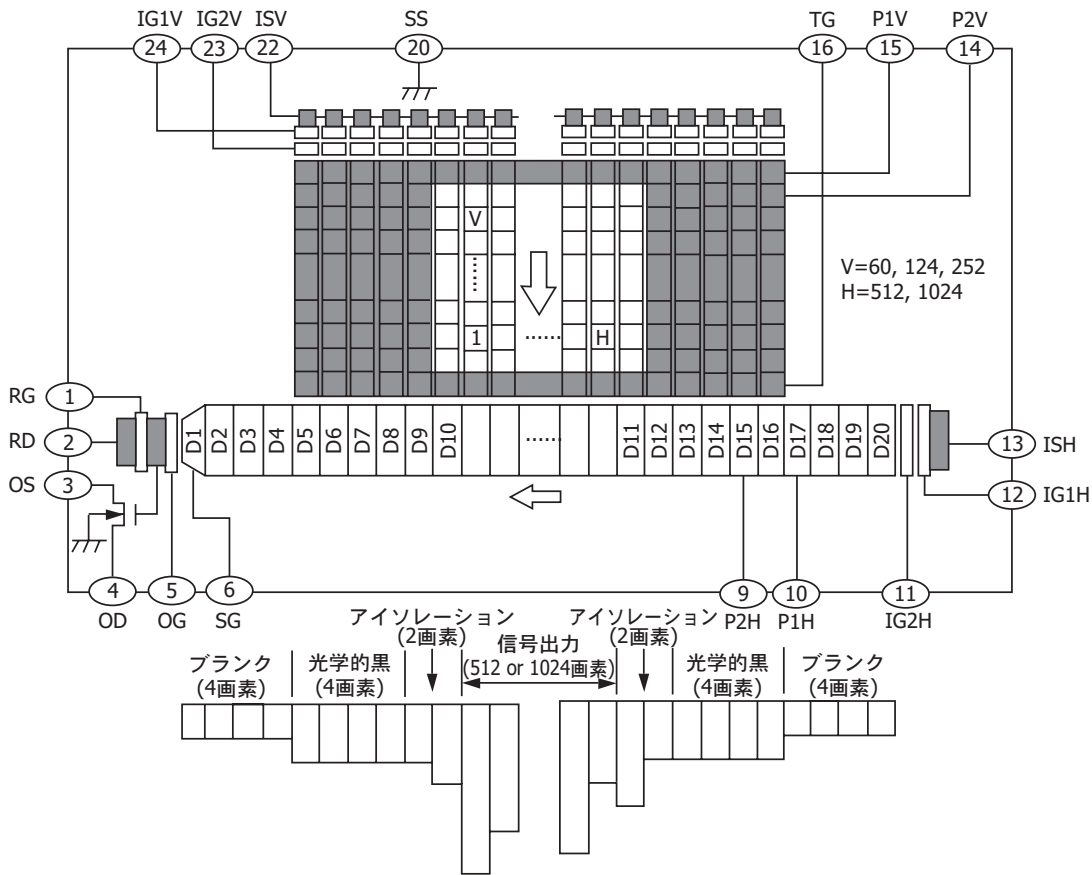 IG1V IG2V ISV SS TG P1V P2V
24 23 22 20 16 15 14
V
1 ...... H
V=60, 124, 252
H=512, 1024
RG 1
RD 2
OS 3
D1 D2 D3 D4 D5 D6 D7 D8 D9 D10 ...... D11 D12 D13 D14 D15 D16 D17 D18 D19 D20
13 ISH
12 IG1H
4 5 6 9 10 11
OD OG SG P2H P1H IG2H
アイソレーション アイソレーション
(2画素) 信号出力 (2画素)
ブランク 光学的黒 (512 or 1024画素) 光学的黒 ブランク
(4画素) (4画素) (4画素) (4画素)